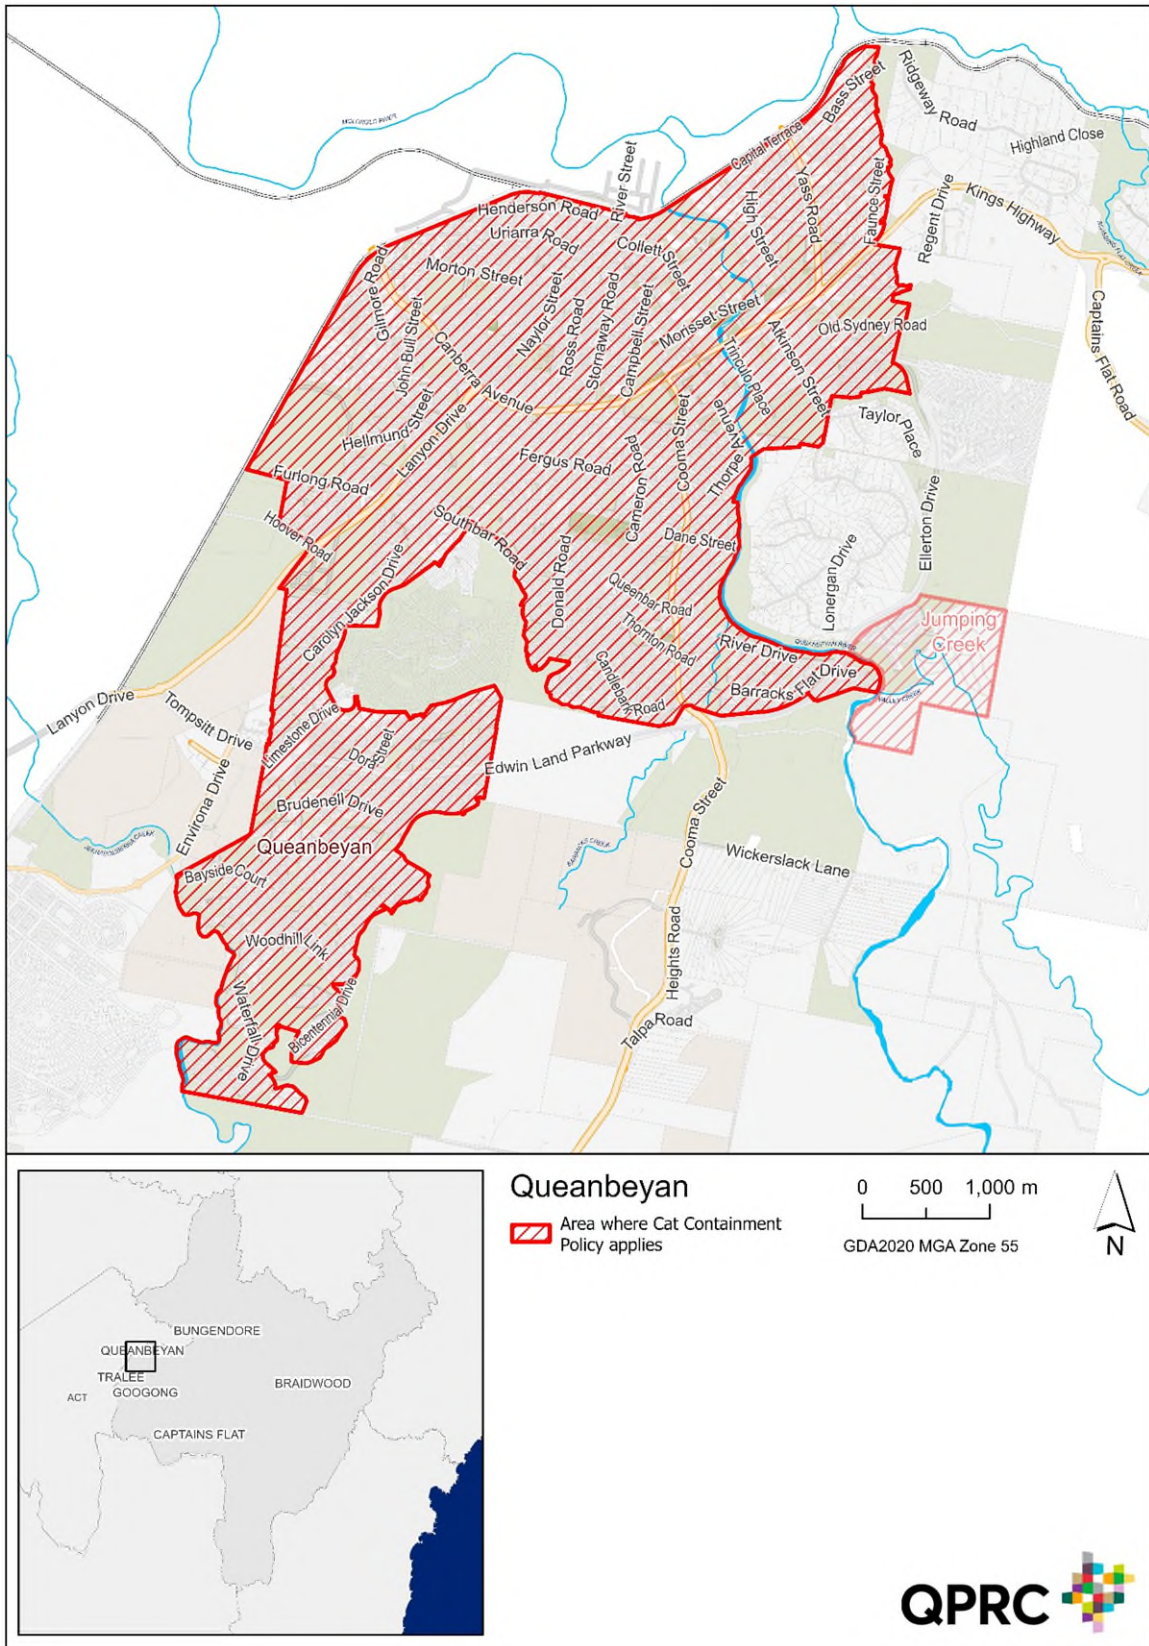 Bass Street
Ridgeway Road
Highland Close
MOLONGLO RIVER
Capital Terrace
River Street
Yass Road
High Street
Faunce Street
Regent Drive
Kings Highway
Henderson Road
Uriarra Road
Collett Street
Morton Street
Gilmore Road
John Bull Street
Naylor Street
Ross Road
Stornaway Road
Campbell Street
Morisset Street
Atkinson Street
Old Sydney Road
Captains Flat Road
Canberra Avenue
Trinculo Place
Hellmund Street
Lanyon Drive
Cooma Street
Thorpe Avenue
Taylor Place
Furlong Road
Fergus Road
Cameron Road
Hoover Road
Southbar Road
Dane Street
Ellerton Drive
Carolyn Jackson Drive
Donald Road
Queenbar Road
Lonergan Drive
Thornton Road
River Drive
QUEANBEYAN RIVER
Jumping
Creek
Candlebark Road
Barracks Flat Drive
VALLEY CREEK
Lanyon Drive
Tompsitt Drive
Limestone Drive
Dora Street
Edwin Land Parkway
Environa Drive
Brudenell Drive
Cooma Street
Queanbeyan
BARRACKS CREEK
Wickerslack Lane
Bayside Court
Woodhill Link
Heights Road
Waterfall Drive
Bicentennial Drive
Talpa Road
Queanbeyan
Area where Cat Containment
Policy applies
0 500 1,000 m
GDA2020 MGA Zone 55
N
BUNGENDORE
QUEANBEYAN
TRALEE
ACT
GOOGONG
BRAIDWOOD
CAPTAINS FLAT
QPRC